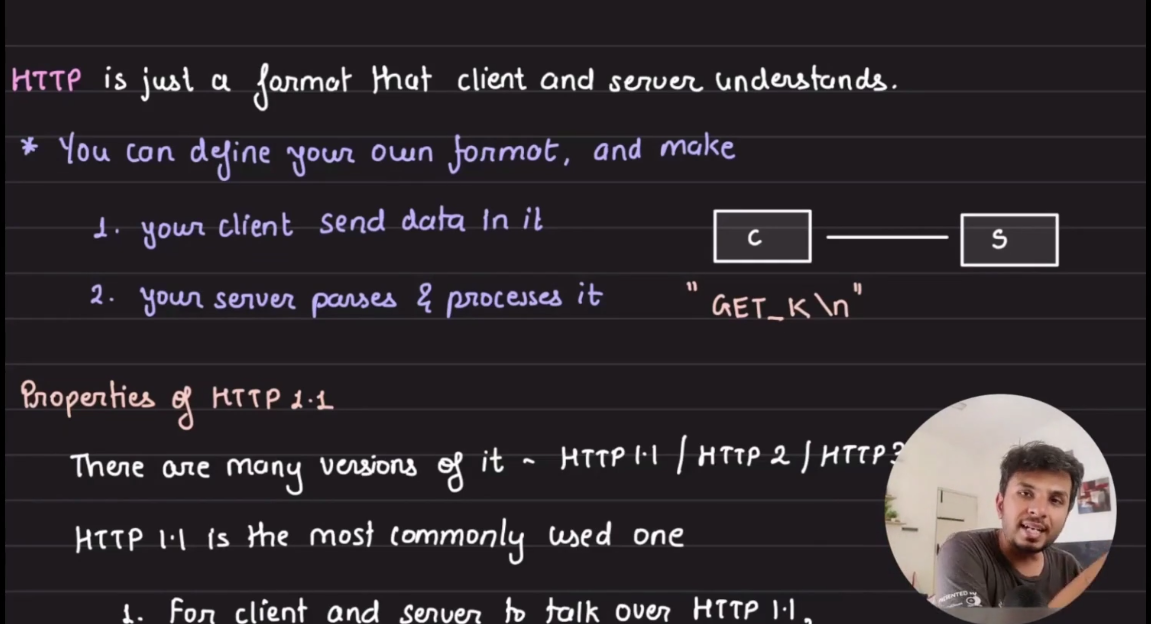 HTTP is just a format that client and server understands.
* You can define your own format, and make
1. your client send data in it
2. your server parses & processes it
C
S
"GET_K\n"
Properties of HTTP 1.1
There are many versions of it - HTTP 1.1 / HTTP 2 / HTTP 3
HTTP 1.1 is the most commonly used one
1. For client and server to talk over HTTP 1.1,